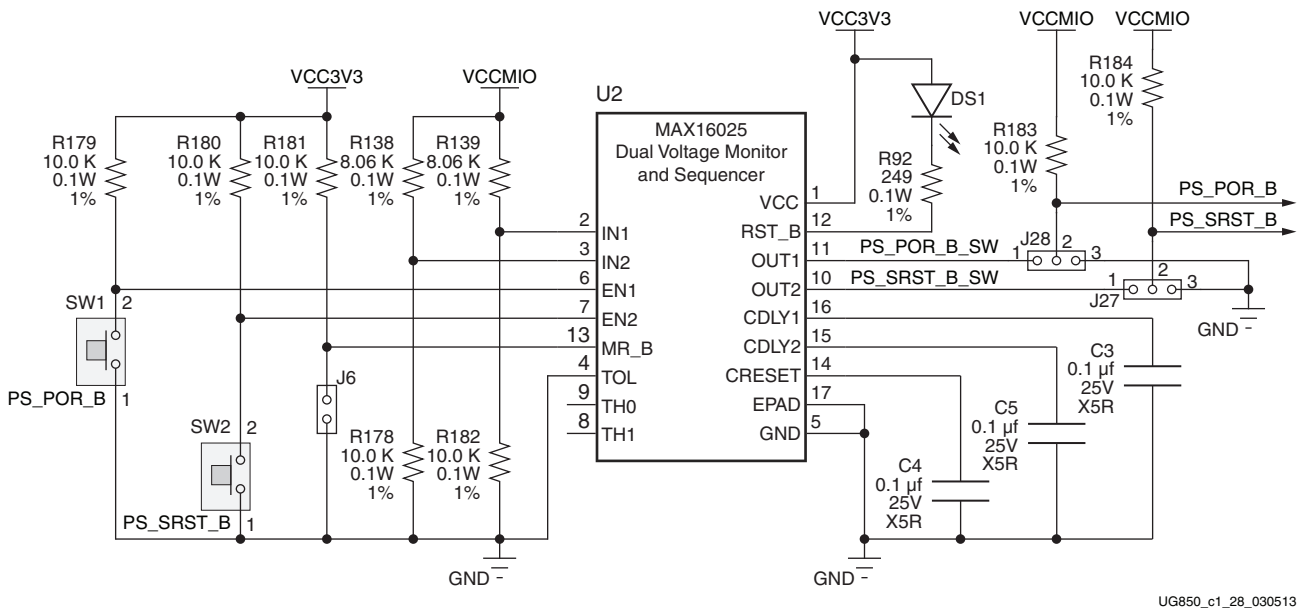 VCC3V3
VCCMIO
VCCMIO
VCC3V3
VCCMIO
R184
10.0 K
0.1W
1%
U2
DS1
MAX16025
Dual Voltage Monitor
and Sequencer
R179
10.0 K
0.1W
1%
R180
10.0 K
0.1W
1%
R181
10.0 K
0.1W
1%
R138
8.06 K
0.1W
1%
R139
8.06 K
0.1W
1%
R92
249
0.1W
1%
R183
10.0 K
0.1W
1%
PS_POR_B
PS_SRST_B
2
IN1
3
IN2
6
EN1
7
EN2
13
MR_B
4
TOL
9
TH0
8
TH1
VCC
1
RST_B
12
OUT1
11
PS_POR_B_SW
OUT2
10
PS_SRST_B_SW
CDLY1
16
CDLY2
15
CRESET
14
EPAD
17
GND
5
J28
1
2
3
J27
1
2
3
GND
SW1
2
PS_POR_B
1
SW2
2
PS_SRST_B
1
J6
R178
10.0 K
0.1W
1%
R182
10.0 K
0.1W
1%
C3
0.1 µf
25V
X5R
C5
0.1 µf
25V
X5R
C4
0.1 µf
25V
X5R
GND
GND
UG850_c1_28_030513